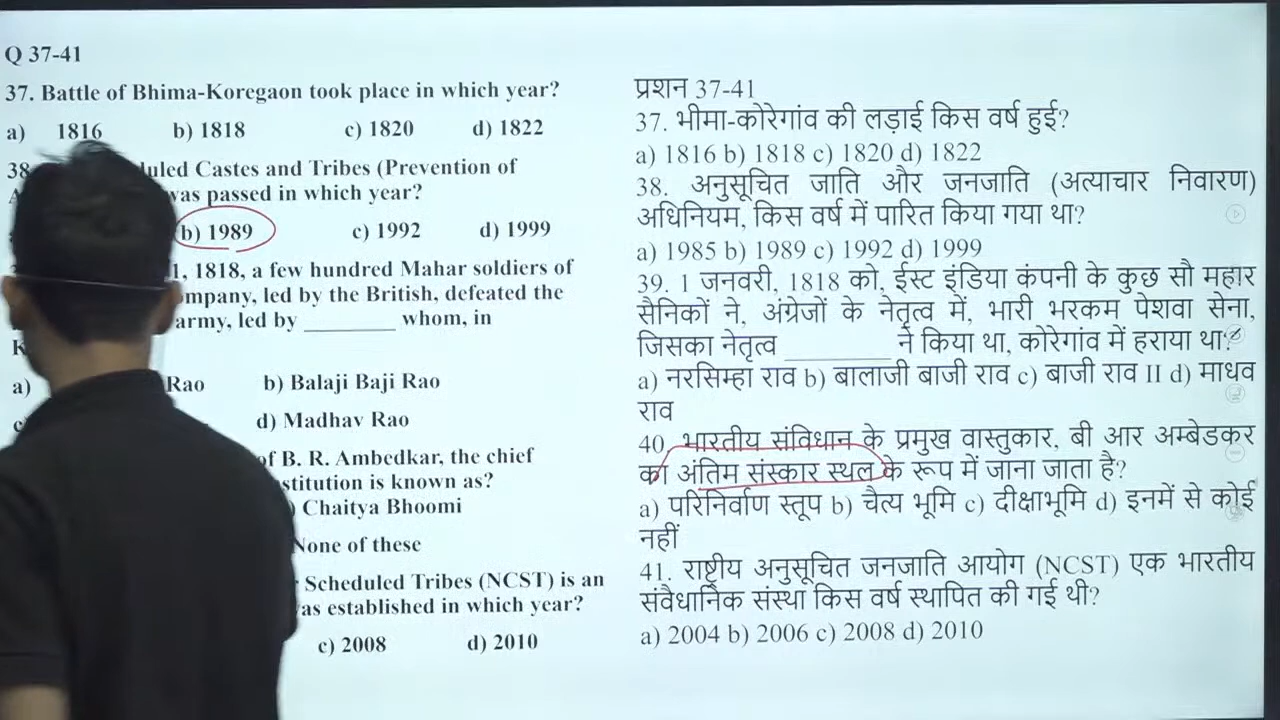 Q 37-41
37. Battle of Bhima-Koregaon took place in which year?
a) 1816 b) 1818 c) 1820 d) 1822
38 Castes and Tribes (Prevention of
was passed in which year?
b) 1989 c) 1992 d) 1999
1, 1818, a few hundred Mahar soldiers of
led by the British, defeated the
army, led by _________ whom, in
a) Rao b) Balaji Baji Rao
d) Madhav Rao
of B. R. Ambedkar, the chief
is known as?
Chaitya Bhoomi
None of these
Scheduled Tribes (NCST) is an
established in which year?
c) 2008 d) 2010
प्रशन 37-41
37. भीमा-कोरेगांव की लड़ाई किस वर्ष हुई?
a) 1816 b) 1818 c) 1820 d) 1822
38. अनुसूचित जाति और जनजाति (अत्याचार निवारण)
अधिनियम, किस वर्ष में पारित किया गया था?
a) 1985 b) 1989 c) 1992 d) 1999
39. 1 जनवरी, 1818 को, ईस्ट इंडिया कंपनी के कुछ सौ महार
सैनिकों ने, अंग्रेजों के नेतृत्व में, भारी भरकम पेशवा सेना,
जिसका नेतृत्व _________ ने किया था, कोरेगांव में हराया था?
a) नरसिम्हा राव b) बालाजी बाजी राव c) बाजी राव II d) माधव
राव
40. भारतीय संविधान के प्रमुख वास्तुकार, बी आर अम्बेडकर
का अंतिम संस्कार स्थल के रूप में जाना जाता है?
a) परिनिर्वाण स्तूप b) चैत्य भूमि c) दीक्षाभूमि d) इनमें से कोई
नहीं
41. राष्ट्रीय अनुसूचित जनजाति आयोग (NCST) एक भारतीय
संवैधानिक संस्था किस वर्ष स्थापित की गई थी?
a) 2004 b) 2006 c) 2008 d) 2010